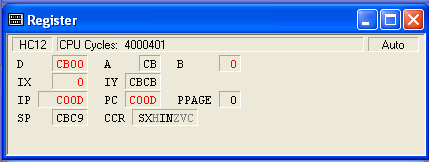 Register
HC12 CPU Cycles: 4000401 Auto
D CB00 A CB B 0
IX 0 IY CBCB
IP C00D PC C00D PPAGE 0
SP CBC9 CCR SXHINZVC